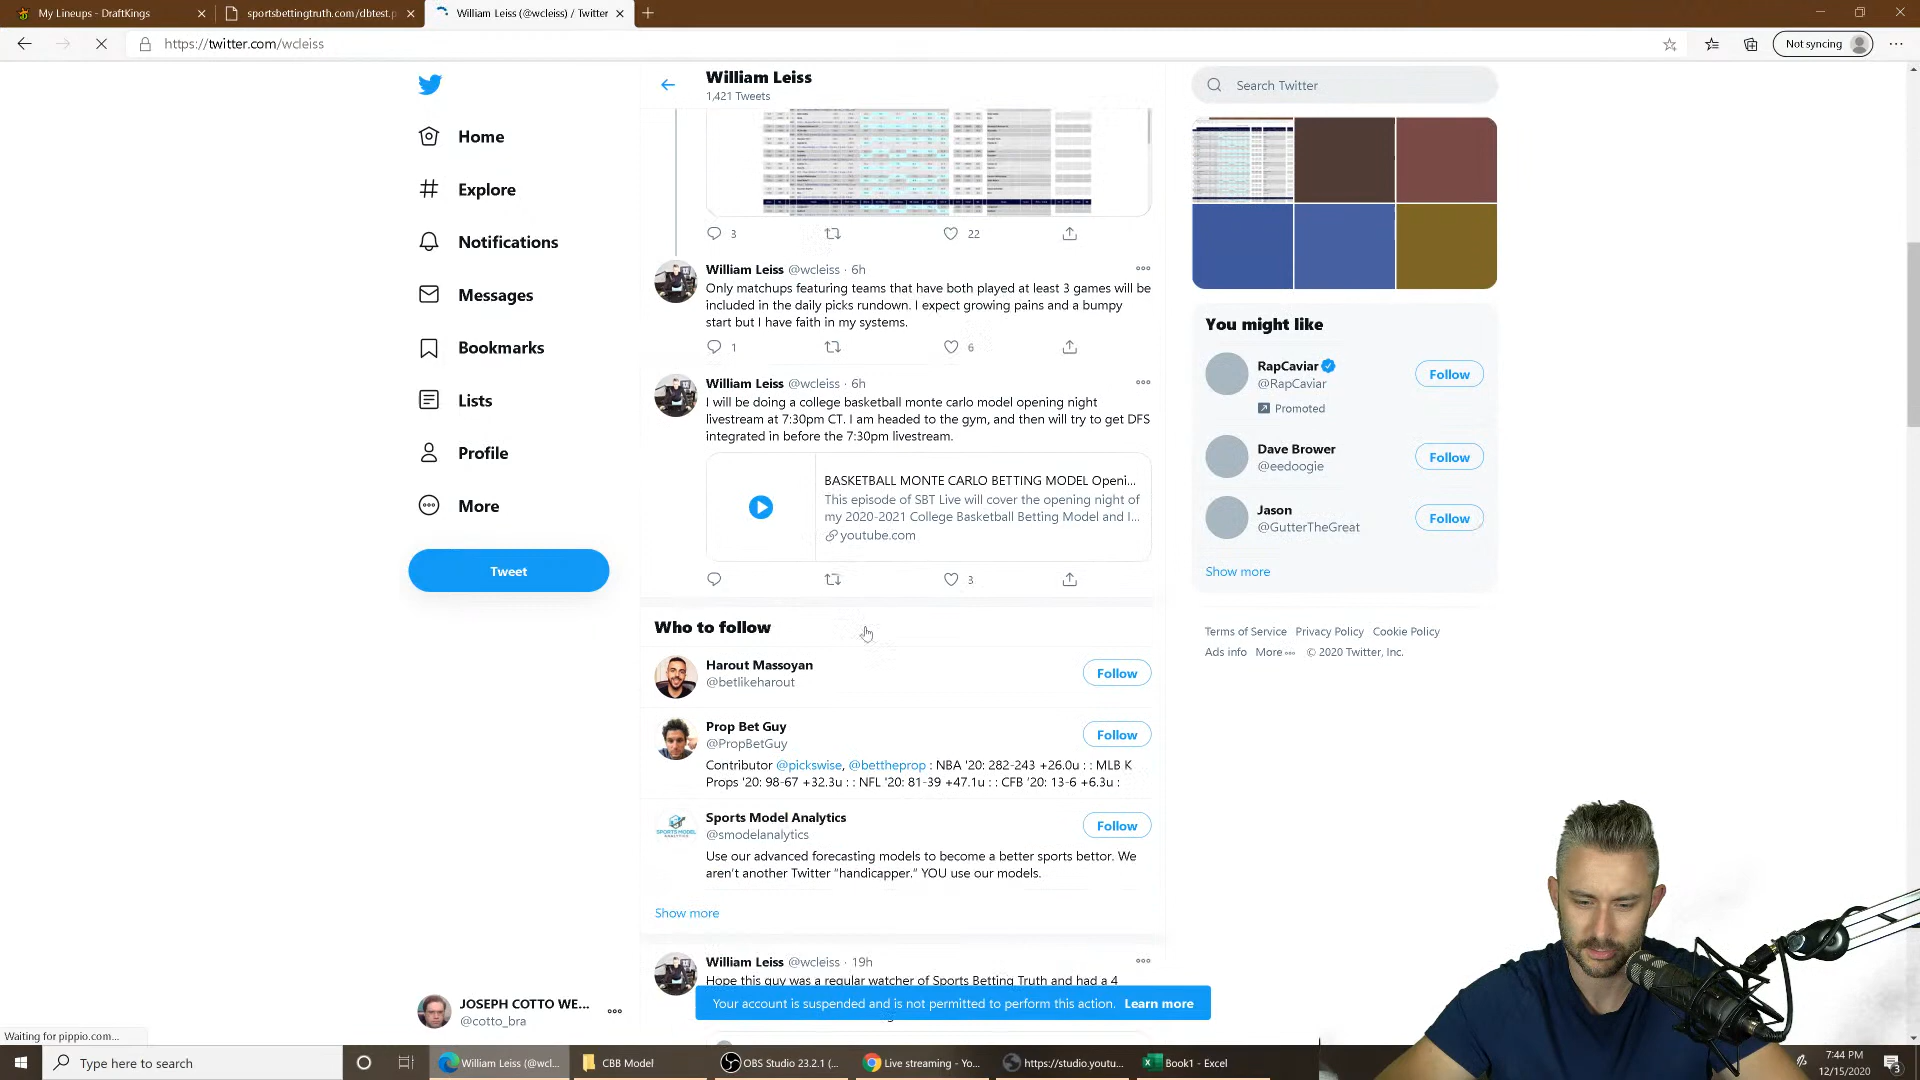 My Lineups - DraftKings
sportsbettingtruth.com/dbtest.p
William Leiss (@wcleiss) / Twitter
https://twitter.com/wcleiss
Not syncing
William Leiss
1,421 Tweets
Search Twitter
Home
Explore
Notifications
Messages
Bookmarks
Lists
Profile
More
Tweet
3
22
William Leiss @wcleiss · 6h
Only matchups featuring teams that have both played at least 3 games will be
included in the daily picks rundown. I expect growing pains and a bumpy
start but I have faith in my systems.
1
6
William Leiss @wcleiss · 6h
I will be doing a college basketball monte carlo model opening night
livestream at 7:30pm CT. I am headed to the gym, and then will try to get DFS
integrated in before the 7:30pm livestream.
BASKETBALL MONTE CARLO BETTING MODEL Openi...
This episode of SBT Live will cover the opening night of
my 2020-2021 College Basketball Betting Model and I...
youtube.com
3
Who to follow
Harout Massoyan
@betlikeharout
Follow
Prop Bet Guy
@PropBetGuy
Follow
Contributor @pickswise, @bettheprop : NBA '20: 282-243 +26.0u : : MLB K
Props '20: 98-67 +32.3u : : NFL '20: 81-39 +47.1u : : CFB '20: 13-6 +6.3u :
Sports Model Analytics
@smodelanalytics
Follow
Use our advanced forecasting models to become a better sports bettor. We
aren't another Twitter "handicapper." YOU use our models.
Show more
William Leiss @wcleiss · 19h
Hope this guy was a regular watcher of Sports Betting Truth and had a 4
Your account is suspended and is not permitted to perform this action. Learn more
You might like
RapCaviar
@RapCaviar
Promoted
Follow
Dave Brower
@eedoogie
Follow
Jason
@GutterTheGreat
Follow
Show more
Terms of Service Privacy Policy Cookie Policy
Ads info More © 2020 Twitter, Inc.
JOSEPH COTTO WE...
@cotto_bra
Waiting for pippio.com...
Type here to search
William Leiss (@wcl...
CBB Model
OBS Studio 23.2.1 (...
Live streaming - Yo...
https://studio.youtu...
Book1 - Excel
7:44 PM
12/15/2020
3